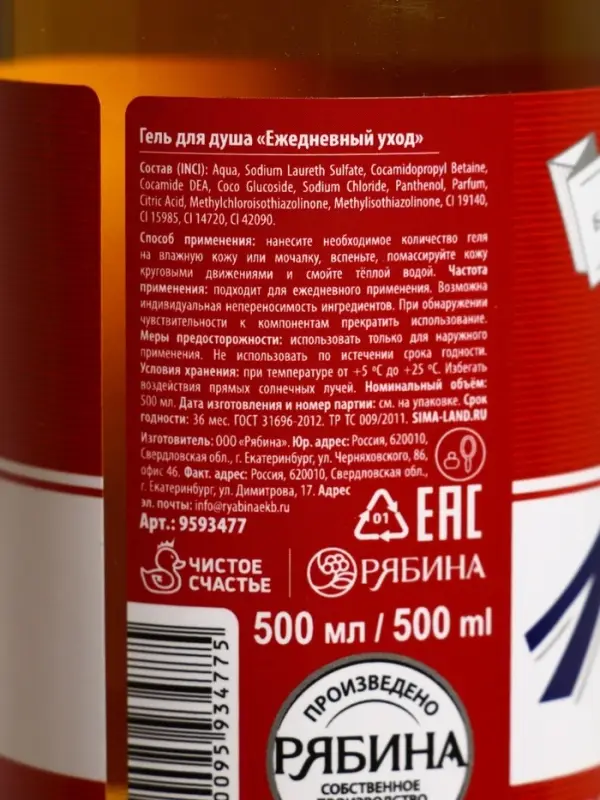 Гель для душа «Ежедневный уход»
Состав (INCI): Aqua, Sodium Laureth Sulfate, Cocamidopropyl Betaine,
Cocamide DEA, Coco Glucoside, Sodium Chloride, Panthenol, Parfum,
Citric Acid, Methylchloroisothiazolinone, Methylisothiazolinone, CI 19140,
CI 15985, CI 14720, CI 42090.
Способ применения: нанесите необходимое количество геля
на влажную кожу или мочалку, вспеньте, помассируйте кожу
круговыми движениями и смойте тёплой водой. Частота
применения: подходит для ежедневного применения. Возможна
индивидуальная непереносимость ингредиентов. При обнаружении
чувствительности к компонентам прекратить использование.
Меры предосторожности: использовать только для наружного
применения. Не использовать по истечении срока годности.
Условия хранения: при температуре от +5 ºC до +25 ºC. Избегать
воздействия прямых солнечных лучей. Номинальный объём:
500 мл. Дата изготовления и номер партии: см. на упаковке. Срок
годности: 36 мес. ГОСТ 31696-2012. ТР ТС 009/2011. SIMA-LAND.RU
Изготовитель: ООО «Рябина». Юр. адрес: Россия, 620010,
Свердловская обл., г. Екатеринбург, ул. Черняховского, 86,
офис 46. Факт. адрес: Россия, 620010, Свердловская обл.,
г. Екатеринбург, ул. Димитрова, 17. Адрес
эл. почты: info@ryabinaekb.ru
Арт.: 9593477
01
EAC
ЧИСТОЕ
СЧАСТЬЕ
РЯБИНА
500 мл / 500 ml
0095934775
ПРОИЗВЕДЕНО
РЯБИНА
СОБСТВЕННОЕ
ПРОИЗВОДСТВО